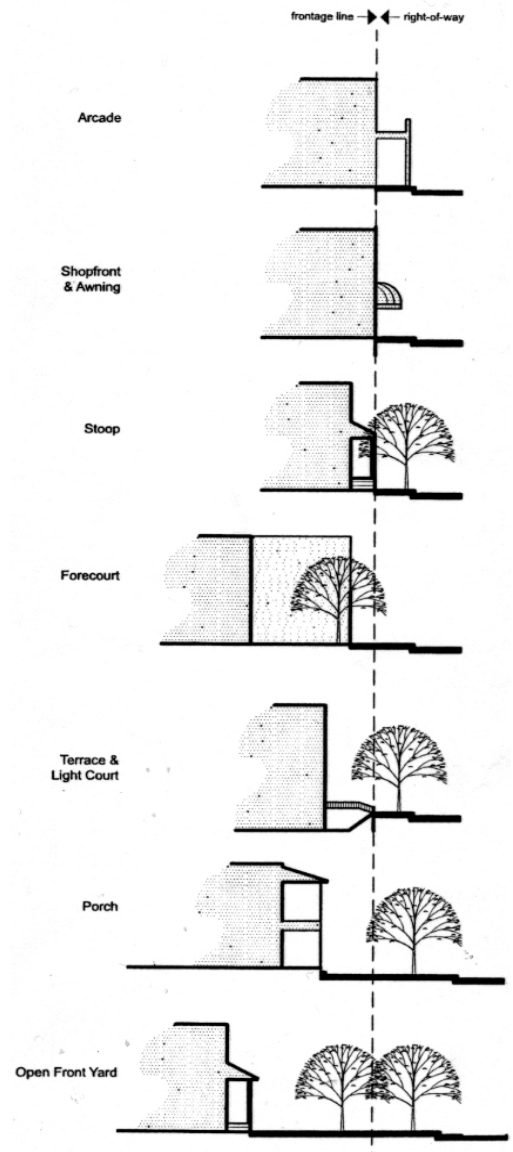 frontage line right-of-way
Arcade
Shopfront
& Awning
Stoop
Forecourt
Terrace &
Light Court
Porch
Open Front Yard